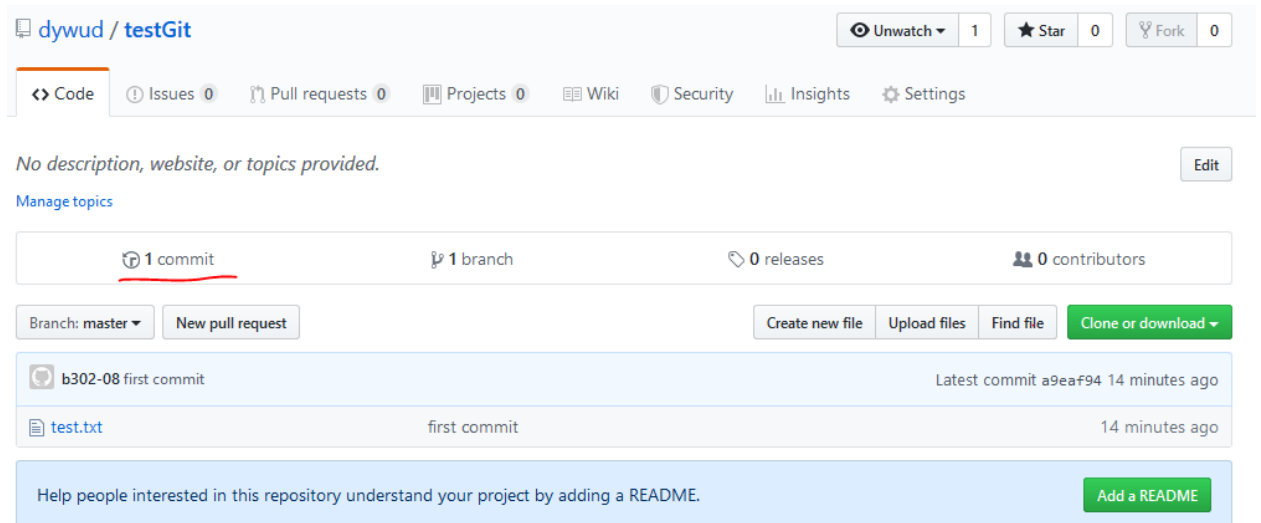 dywud / testGit
Unwatch 1 Star 0 Fork 0
Code Issues 0 Pull requests 0 Projects 0 Wiki Security Insights Settings
No description, website, or topics provided. Edit
Manage topics
1 commit 1 branch 0 releases 0 contributors
Branch: master New pull request Create new file Upload files Find file Clone or download
b302-08 first commit Latest commit a9eaf94 14 minutes ago
test.txt first commit 14 minutes ago
Help people interested in this repository understand your project by adding a README. Add a README